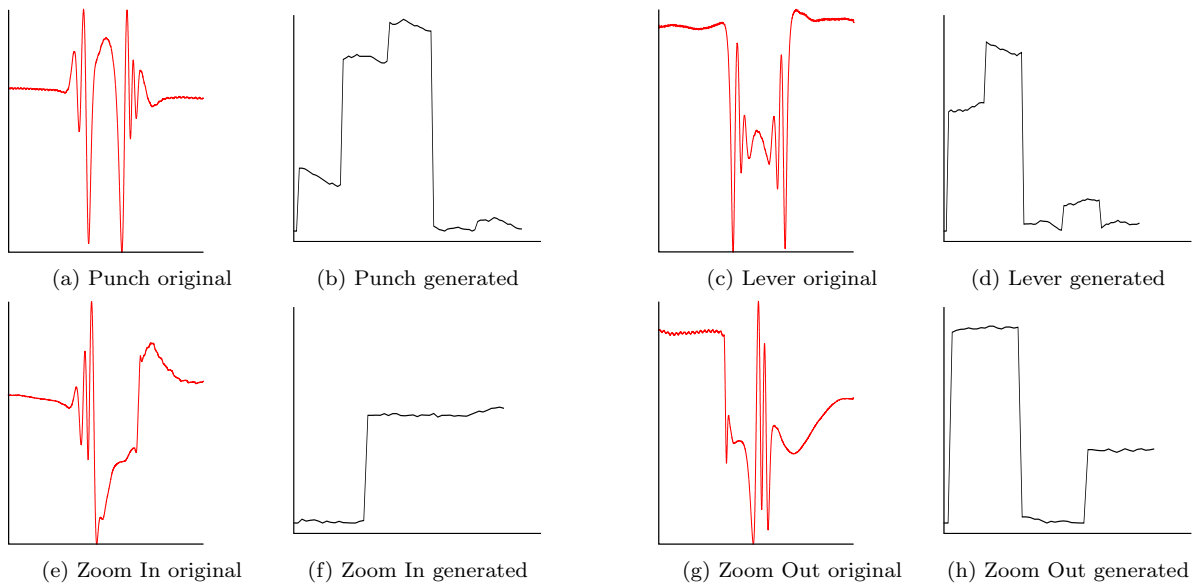 (a) Punch original
(b) Punch generated
(c) Lever original
(d) Lever generated
(e) Zoom In original
(f) Zoom In generated
(g) Zoom Out original
(h) Zoom Out generated